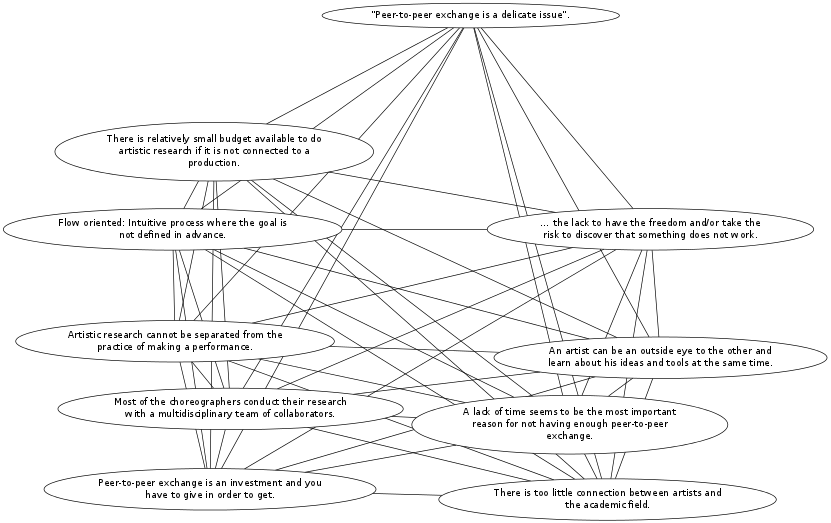 "Peer-to-peer exchange is a delicate issue".
There is relatively small budget available to do
artistic research if it is not connected to a
production.
Flow oriented: Intuitive process where the goal is
not defined in advance.
... the lack to have the freedom and/or take the
risk to discover that something does not work.
Artistic research cannot be separated from the
practice of making a performance.
An artist can be an outside eye to the other and
learn about his ideas and tools at the same time.
Most of the choreographers conduct their research
with a multidisciplinary team of collaborators.
A lack of time seems to be the most important
reason for not having enough peer-to-peer
exchange.
Peer-to-peer exchange is an investment and you
have to give in order to get.
There is too little connection between artists and
the academic field.